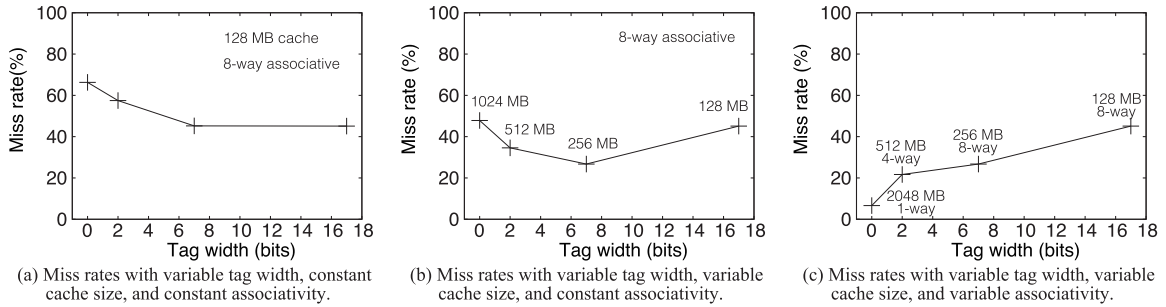 100
80
60
40
20
0
Miss rate(%)
128 MB cache
8-way associative
0 2 4 6 8 10 12 14 16 18
Tag width (bits)
(a) Miss rates with variable tag width, constant
cache size, and constant associativity.
100
80
60
40
20
0
Miss rate (%)
8-way associative
1024 MB
512 MB
256 MB
128 MB
0 2 4 6 8 10 12 14 16 18
Tag width (bits)
(b) Miss rates with variable tag width, variable
cache size, and constant associativity.
100
80
60
40
20
0
Miss rate (%)
128 MB
8-way
256 MB
8-way
512 MB
4-way
2048 MB
1-way
0 2 4 6 8 10 12 14 16 18
Tag width (bits)
(c) Miss rates with variable tag width, variable
cache size, and variable associativity.